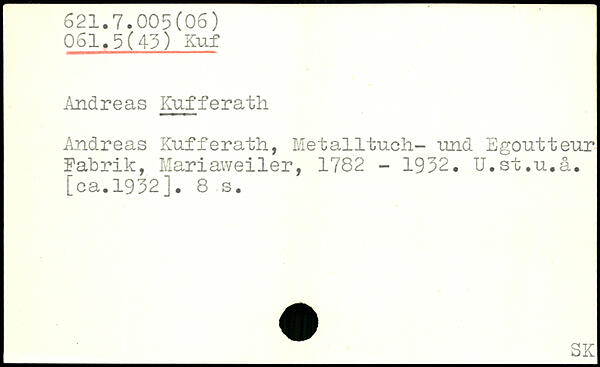 621.7.005(06)
061.5(43) Kuf
Andreas Kufferath
Andreas Kufferath, Metalltuch- und Egoutteur
Fabrik, Mariaweiler, 1782 - 1932. U.st.u.å.
[ca.1932]. 8 s.
SK